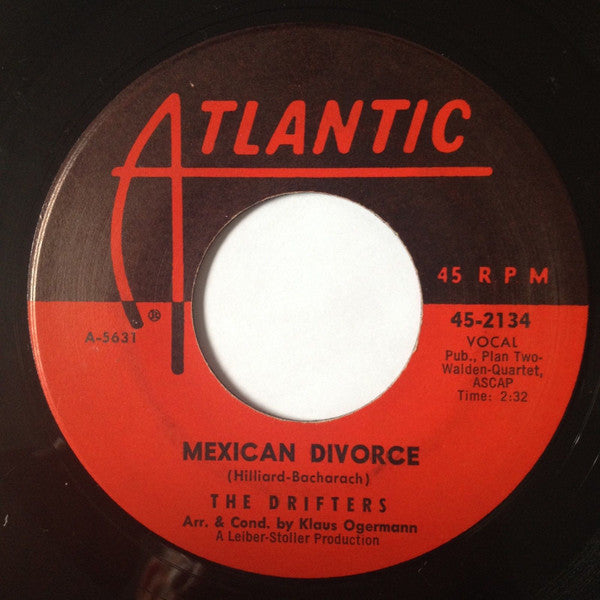 ATLANTIC
®
45 RPM
A-5631
45-2134
VOCAL
Pub., Plan Two-
Walden-Quartet,
ASCAP
Time: 2:32
MEXICAN DIVORCE
(Hilliard-Bacharach)
THE DRIFTERS
Arr. & Cond. by Klaus Ogermann
A Leiber-Stoller Production